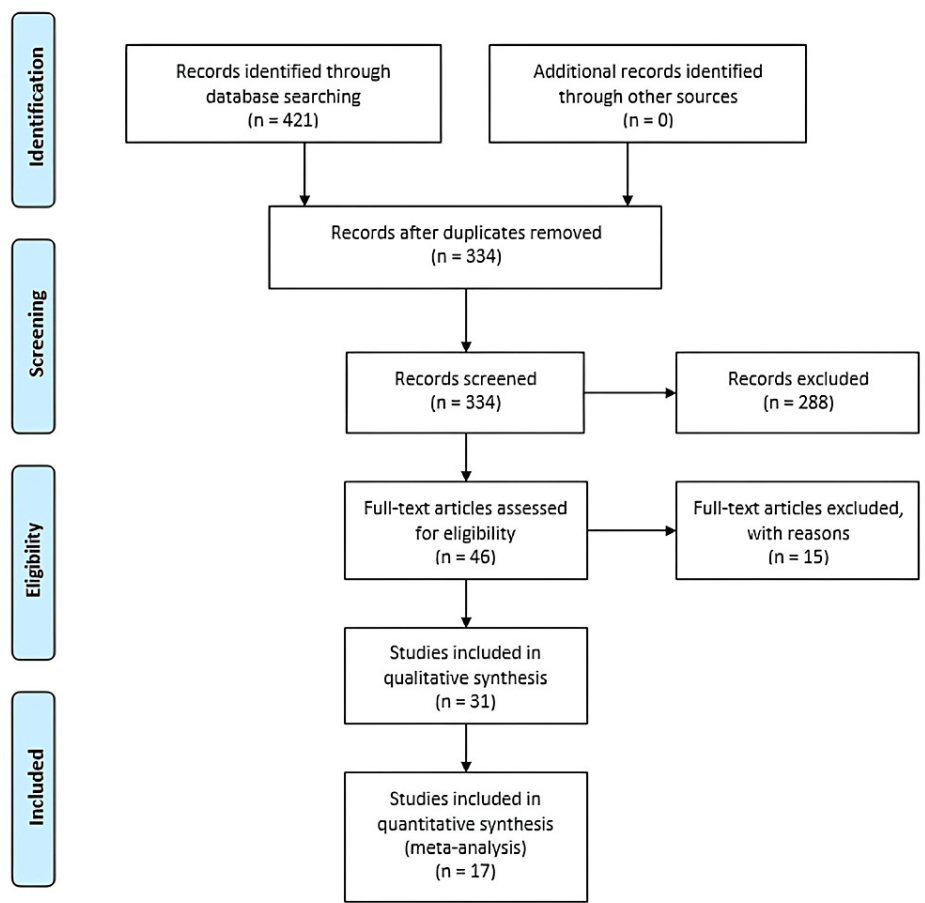 Identification
Records identified through
database searching
(n = 421)
Additional records identified
through other sources
(n = 0)
Records after duplicates removed
(n = 334)
Screening
Records screened
(n = 334)
Records excluded
(n = 288)
Eligibility
Full-text articles assessed
for eligibility
(n = 46)
Full-text articles excluded,
with reasons
(n = 15)
Studies included in
qualitative synthesis
(n = 31)
Included
Studies included in
quantitative synthesis
(meta-analysis)
(n = 17)